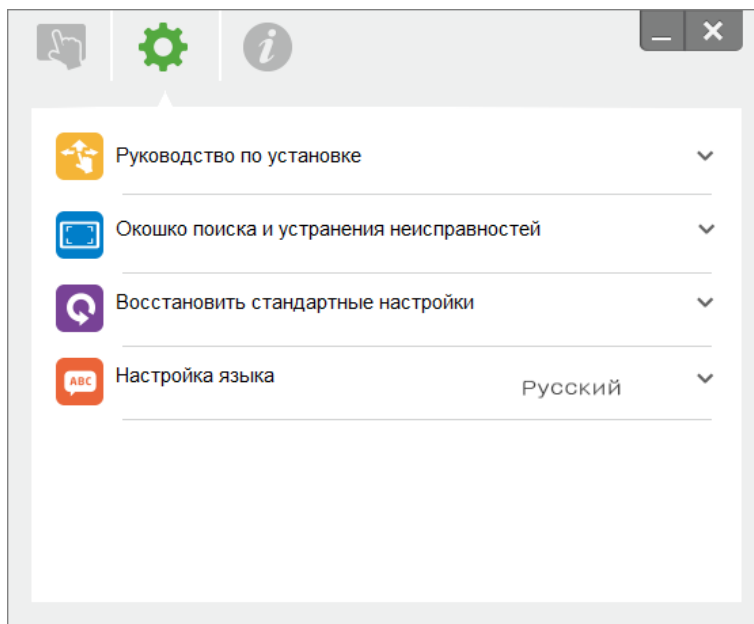 Руководство по установке
Окошко поиска и устранения неисправностей
Восстановить стандартные настройки
ABC Настройка языка
Русский